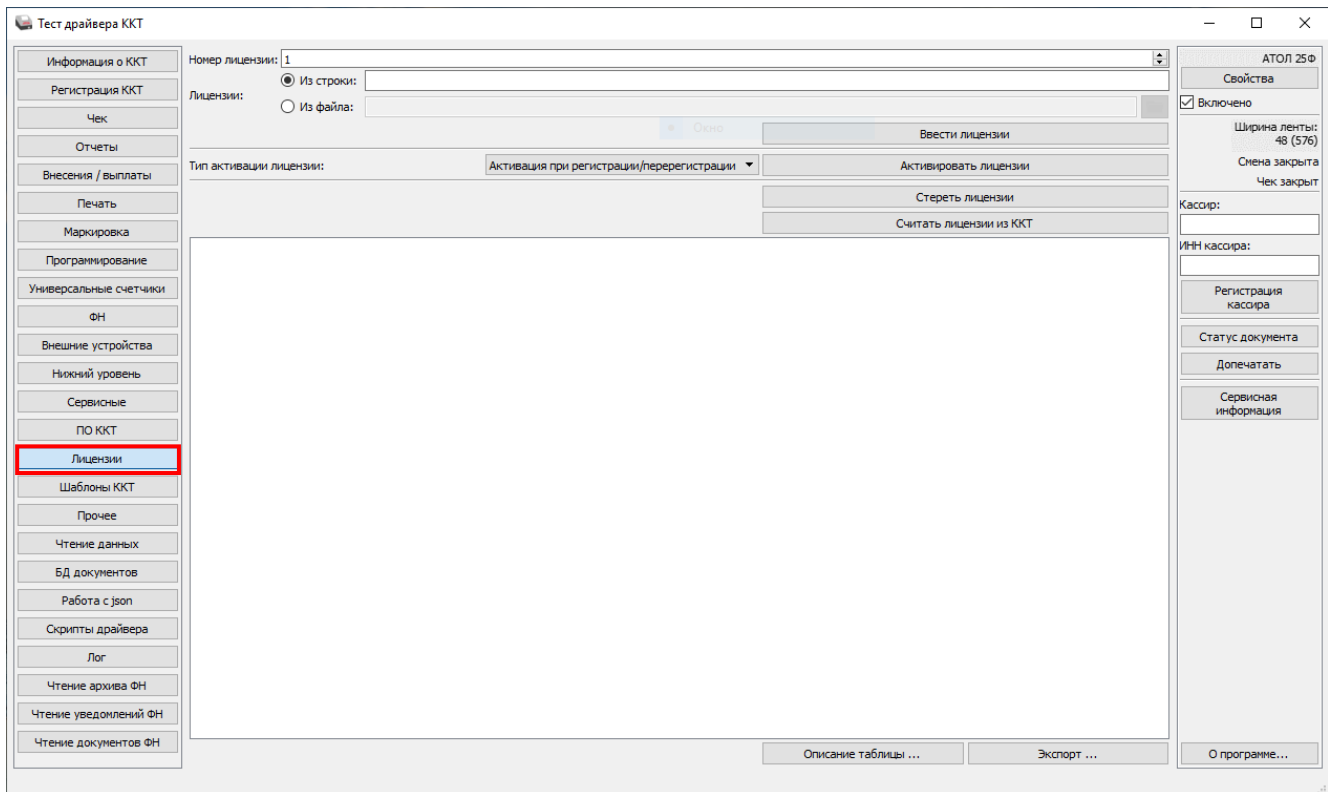 Тест драйвера ККТ
Информация о ККТ
Регистрация ККТ
Чек
Отчеты
Внесения / выплаты
Печать
Маркировка
Программирование
Универсальные счетчики
ФН
Внешние устройства
Нижний уровень
Сервисные
ПО ККТ
Лицензии
Шаблоны ККТ
Прочее
Чтение данных
БД документов
Работа с json
Скрипты драйвера
Лог
Чтение архива ФН
Чтение уведомлений ФН
Чтение документов ФН
Номер лицензии: 1
Лицензии:
Из строки:
Из файла:
Окно
Ввести лицензии
Тип активации лицензии: Активация при регистрации/перерегистрации Активировать лицензии
Стереть лицензии
Считать лицензии из ККТ
Описание таблицы ... Экспорт ...
АТОЛ 25Ф
Свойства
Включено
Ширина ленты:
48 (576)
Смена закрыта
Чек закрыт
Кассир:
ИНН кассира:
Регистрация
кассира
Статус документа
Допечатать
Сервисная
информация
О программе...